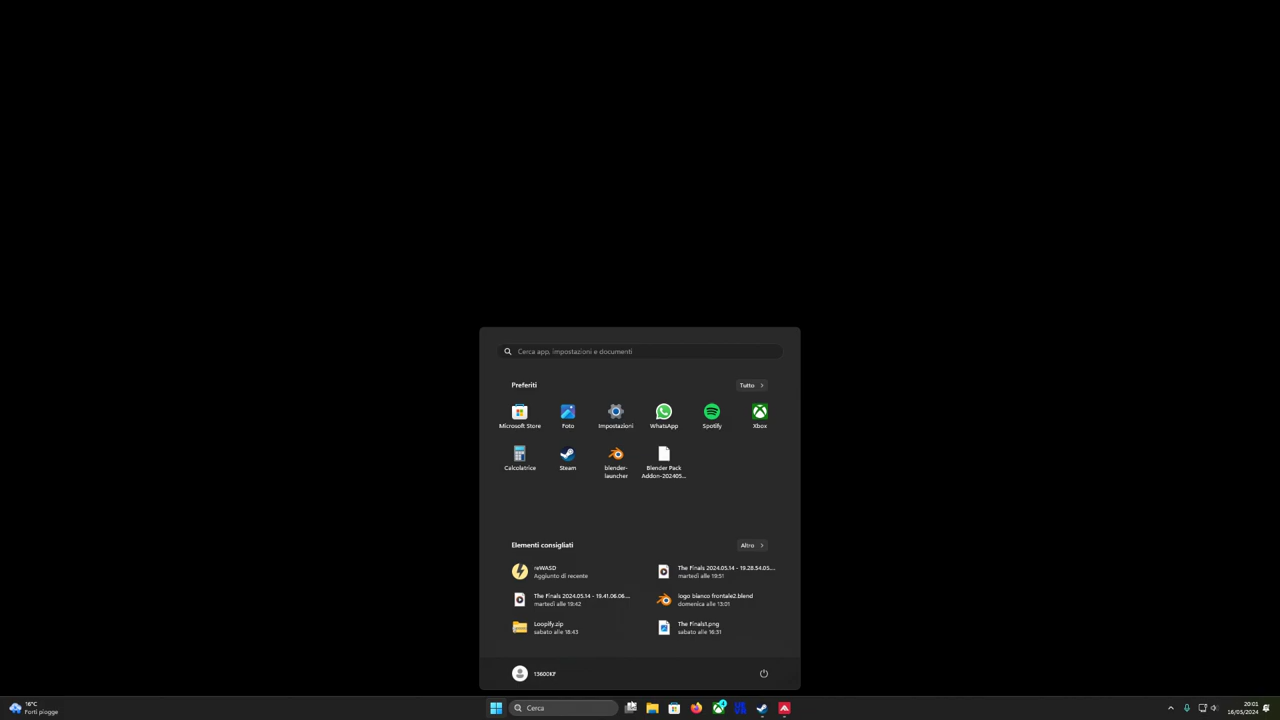 Cerca app, impostazioni e documenti
Preferiti
Tutto
Microsoft Store
Foto
Impostazioni
WhatsApp
Spotify
Xbox
Calcolatrice
Steam
blender-
launcher
Blender Pack
Addon-202405...
Elementi consigliati
Altro
reWASD
Aggiunto di recente
The Finals 2024.05.14 - 19.28.54.05....
martedì alle 19:51
The Finals 2024.05.14 - 19.41.06.06....
martedì alle 19:42
logo bianco frontale2.blend
domenica alle 13:01
Loopify.zip
sabato alle 18:43
The Finals1.png
sabato alle 16:31
13600KF
16°C
Forti piogge
Cerca
20:01
16/05/2024